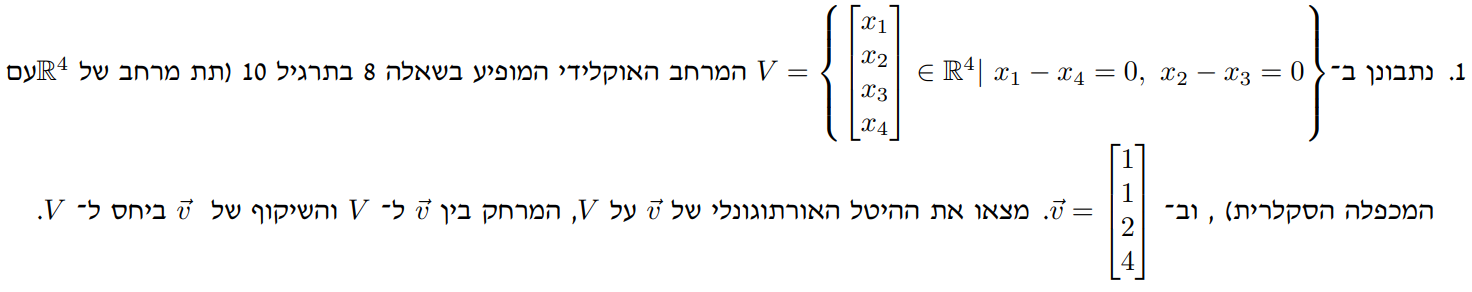 1. נתבונן ב־ $V = \left\{ \begin{bmatrix} x_1 \\ x_2 \\ x_3 \\ x_4 \end{bmatrix} \in \mathbb{R}^4 | \ x_1 - x_4 = 0, \ x_2 - x_3 = 0 \right\}$ המרחב האוקלידי המופיע בשאלה 8 בתרגיל 10 (תת מרחב של $\mathbb{R}^4$ עם
המכפלה הסקלרית) , וב־ $\vec{v} = \begin{bmatrix} 1 \\ 1 \\ 2 \\ 4 \end{bmatrix}$. מצאו את ההיטל האורתוגונלי של $\vec{v}$ על $V$, המרחק בין $\vec{v}$ ל־ $V$ והשיקוף של $\vec{v}$ ביחס ל־ $V$.